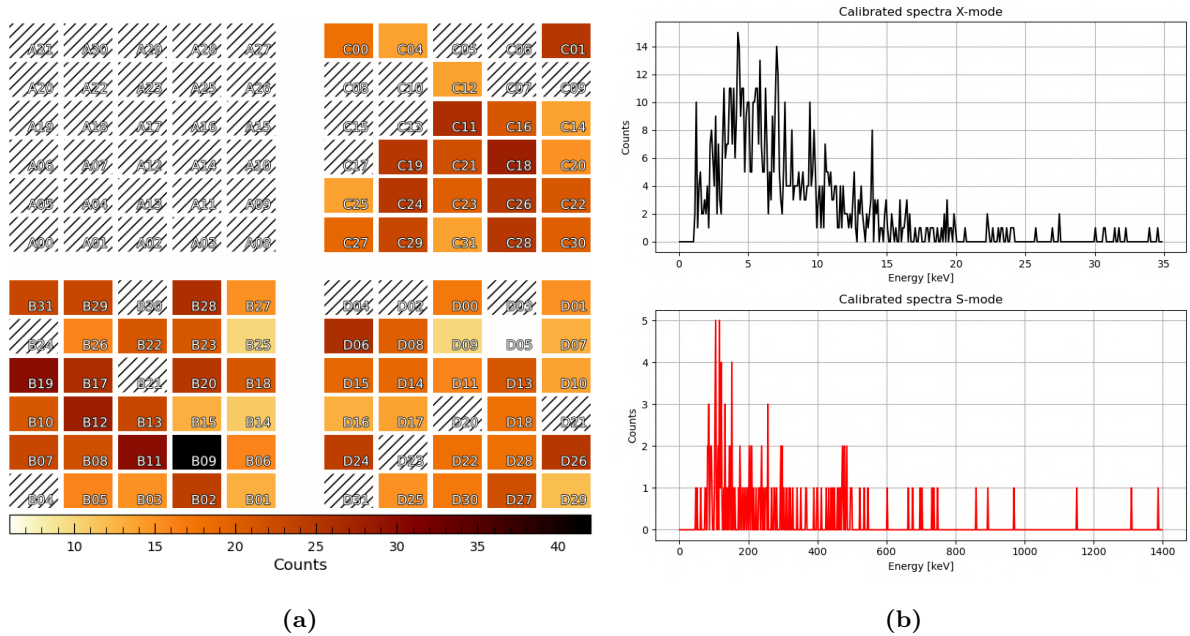 A31 A30 A29 A28 A27
A20 A22 A23 A25 A26
A19 A18 A17 A16 A15
A06 A07 A12 A14 A10
A05 A04 A13 A11 A09
A00 A01 A02 A03 A08
C00 C04 C05 C06 C01
C08 C10 C12 C07 C09
C15 C13 C11 C16 C14
C17 C19 C21 C18 C20
C25 C24 C23 C26 C22
C27 C29 C31 C28 C30
B31 B29 B30 B28 B27
B24 B26 B22 B23 B25
B19 B17 B21 B20 B18
B10 B12 B13 B15 B14
B07 B08 B11 B09 B06
B04 B05 B03 B02 B01
D04 D02 D00 D03 D01
D06 D08 D09 D05 D07
D15 D14 D11 D13 D10
D16 D17 D20 D18 D21
D24 D23 D22 D28 D26
D31 D25 D30 D27 D29
10 15 20 25 30 35 40
Counts
(a)
Calibrated spectra X-mode
Counts
14
12
10
8
6
4
2
0
0 5 10 15 20 25 30 35
Energy [keV]
Calibrated spectra S-mode
Counts
5
4
3
2
1
0
0 200 400 600 800 1000 1200 1400
Energy [keV]
(b)